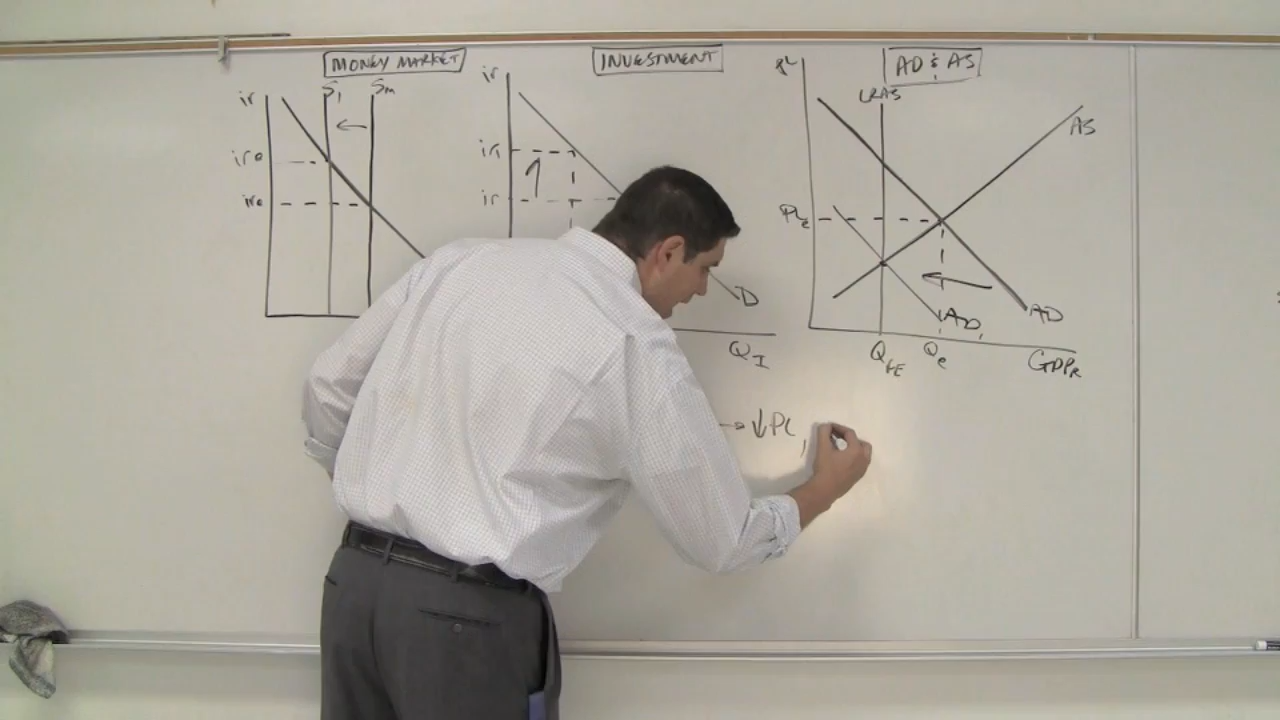 MONEY MARKET
ir
S1
Sm
ire
ire
INVESTMENT
ir
ir1
ir
D
QI
AD & AS
PL
LRAS
AS
PLe
AD1
AD
QFE
Qe
GDPR
→ ↓PL,